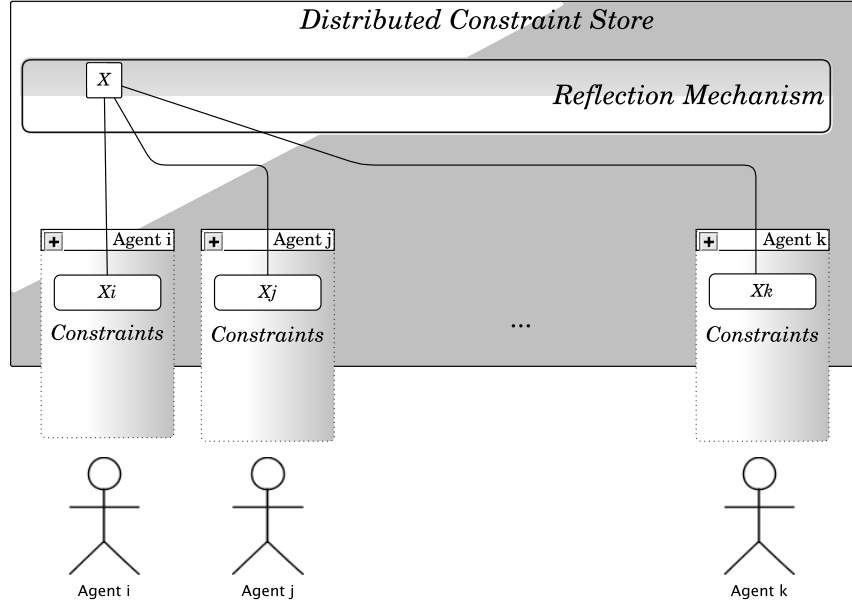 Distributed Constraint Store
X
Reflection Mechanism
Agent i
Agent j
Agent k
Xi
Xj
Xk
Constraints
Constraints
Constraints
...
Agent i
Agent j
Agent k